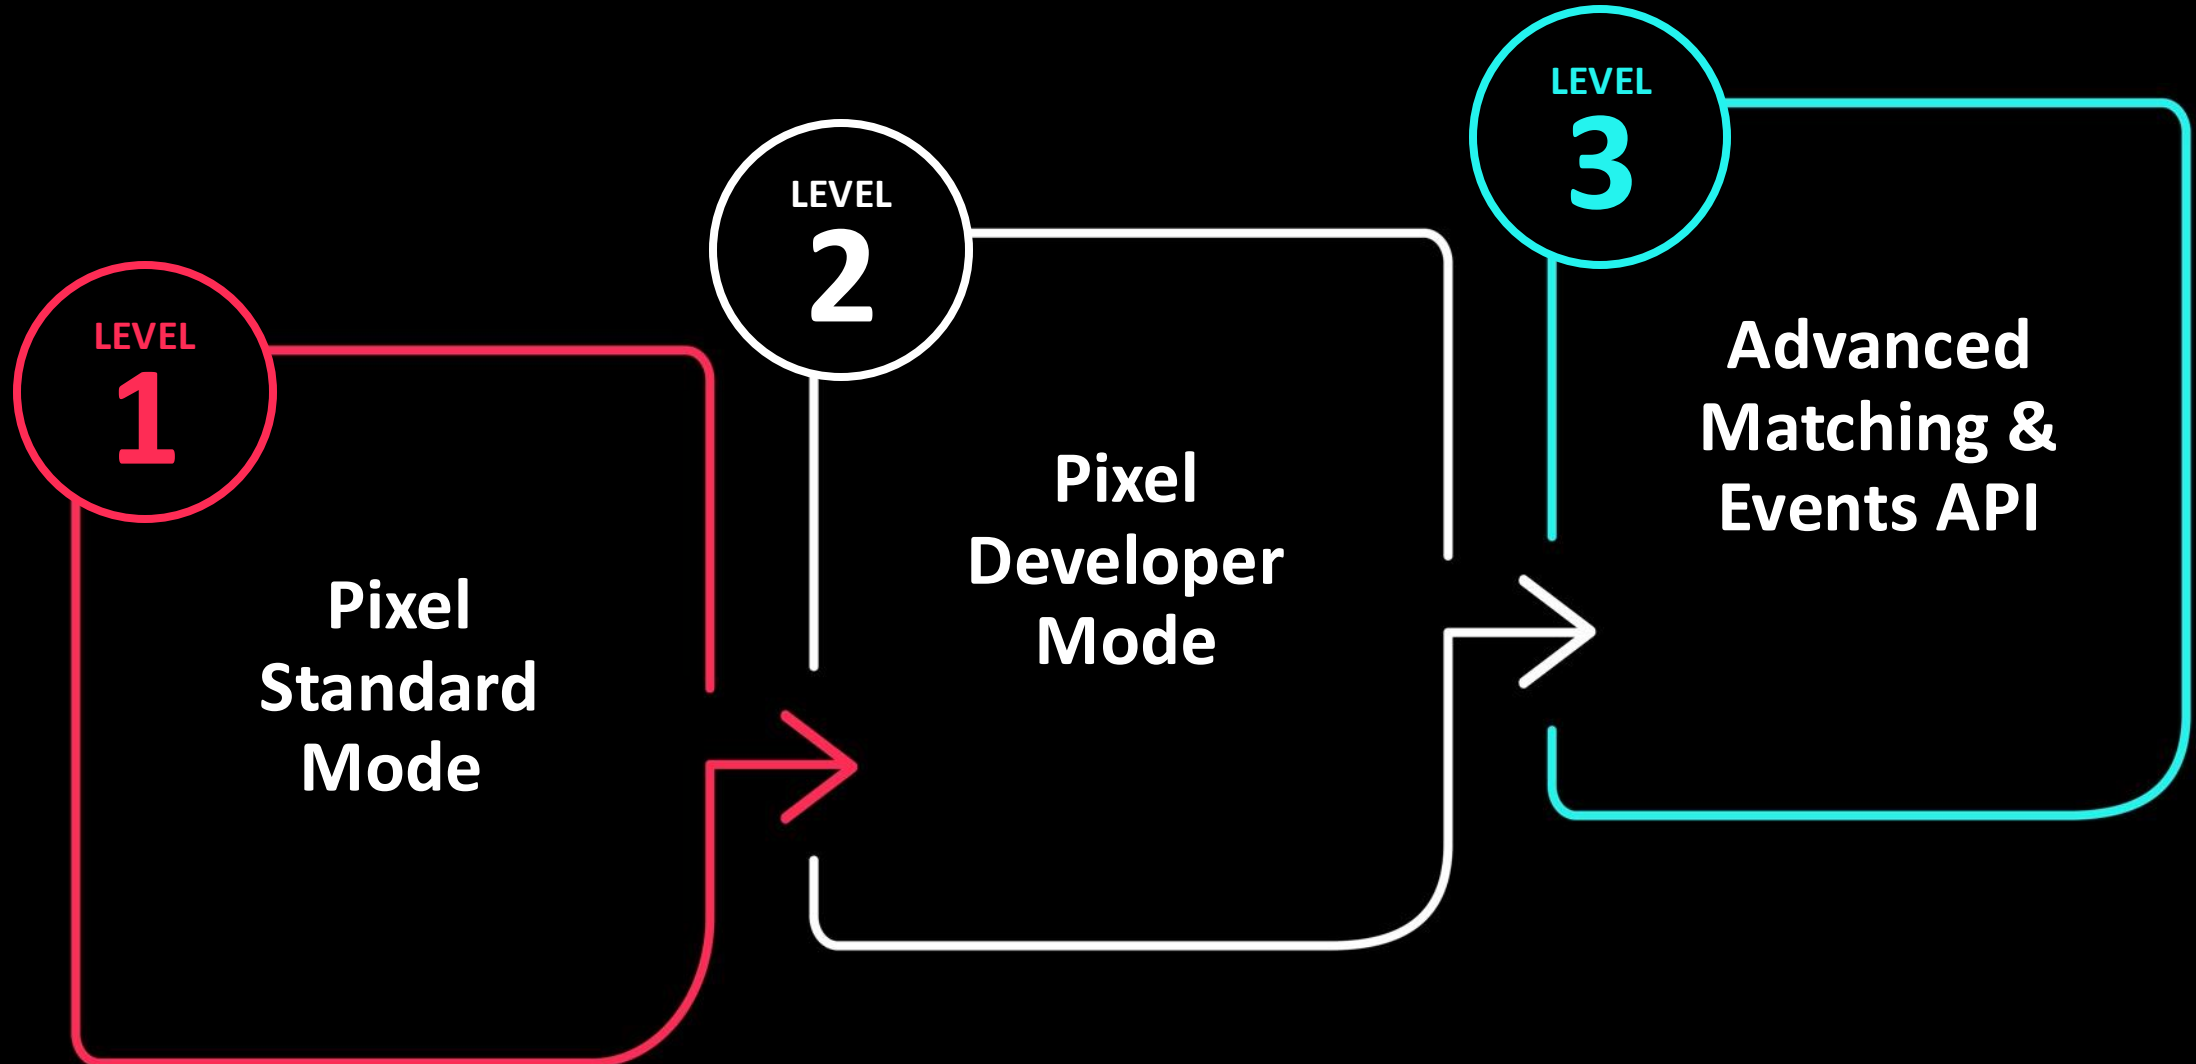 LEVEL
1
Pixel
Standard
Mode
LEVEL
2
Pixel
Developer
Mode
LEVEL
3
Advanced
Matching &
Events API